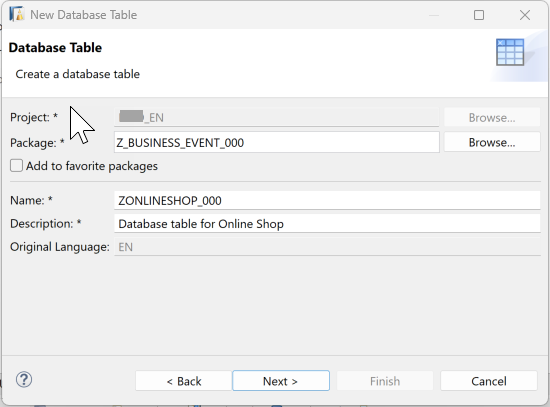 New Database Table
Database Table
Create a database table
Project: * _EN Browse...
Package: * Z_BUSINESS_EVENT_000 Browse...
Add to favorite packages
Name: * ZONLINESHOP_000
Description: * Database table for Online Shop
Original Language: EN
? < Back Next > Finish Cancel